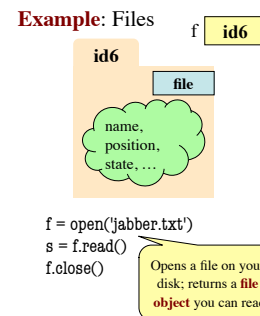 Example: Files
f id6
id6
file
name,
position,
state, …
f = open('jabber.txt')
s = f.read()
f.close()
Opens a file on you
disk; returns a file
object you can read